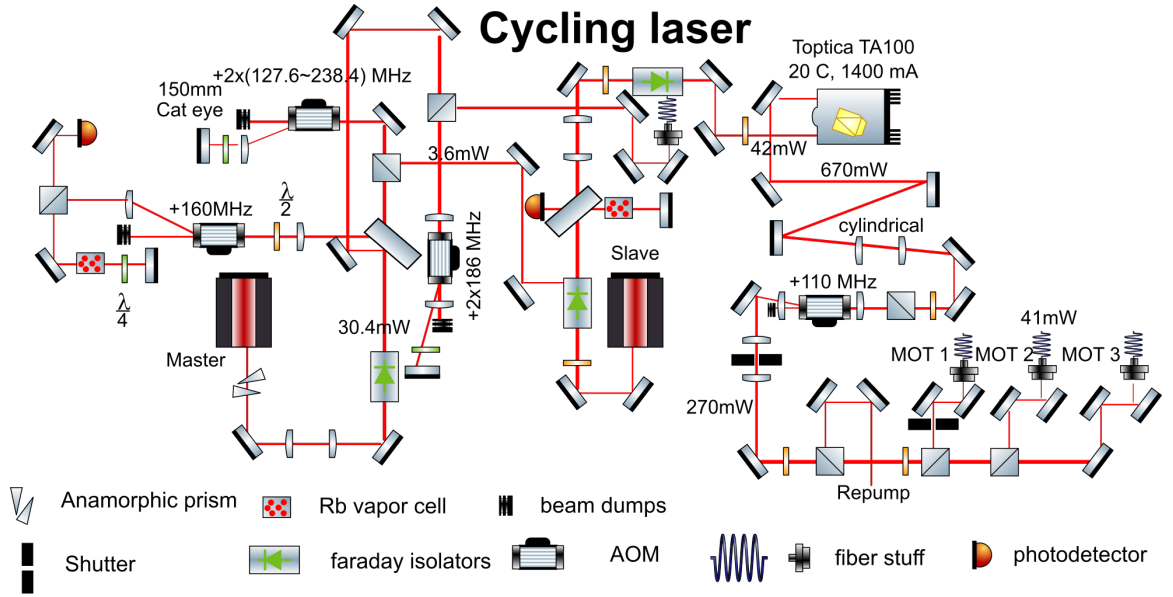 Cycling laser
Toptica TA100
20 C, 1400 mA
+2x(127.6~238.4) MHz
150mm
Cat eye
3.6mW
42mW
670mW
+160MHz
λ/2
cylindrical
+2x186 MHz
Slave
+110 MHz
λ/4
30.4mW
Master
41mW
MOT 1
MOT 2
MOT 3
270mW
Repump
Anamorphic prism
Rb vapor cell
beam dumps
Shutter
faraday isolators
AOM
fiber stuff
photodetector